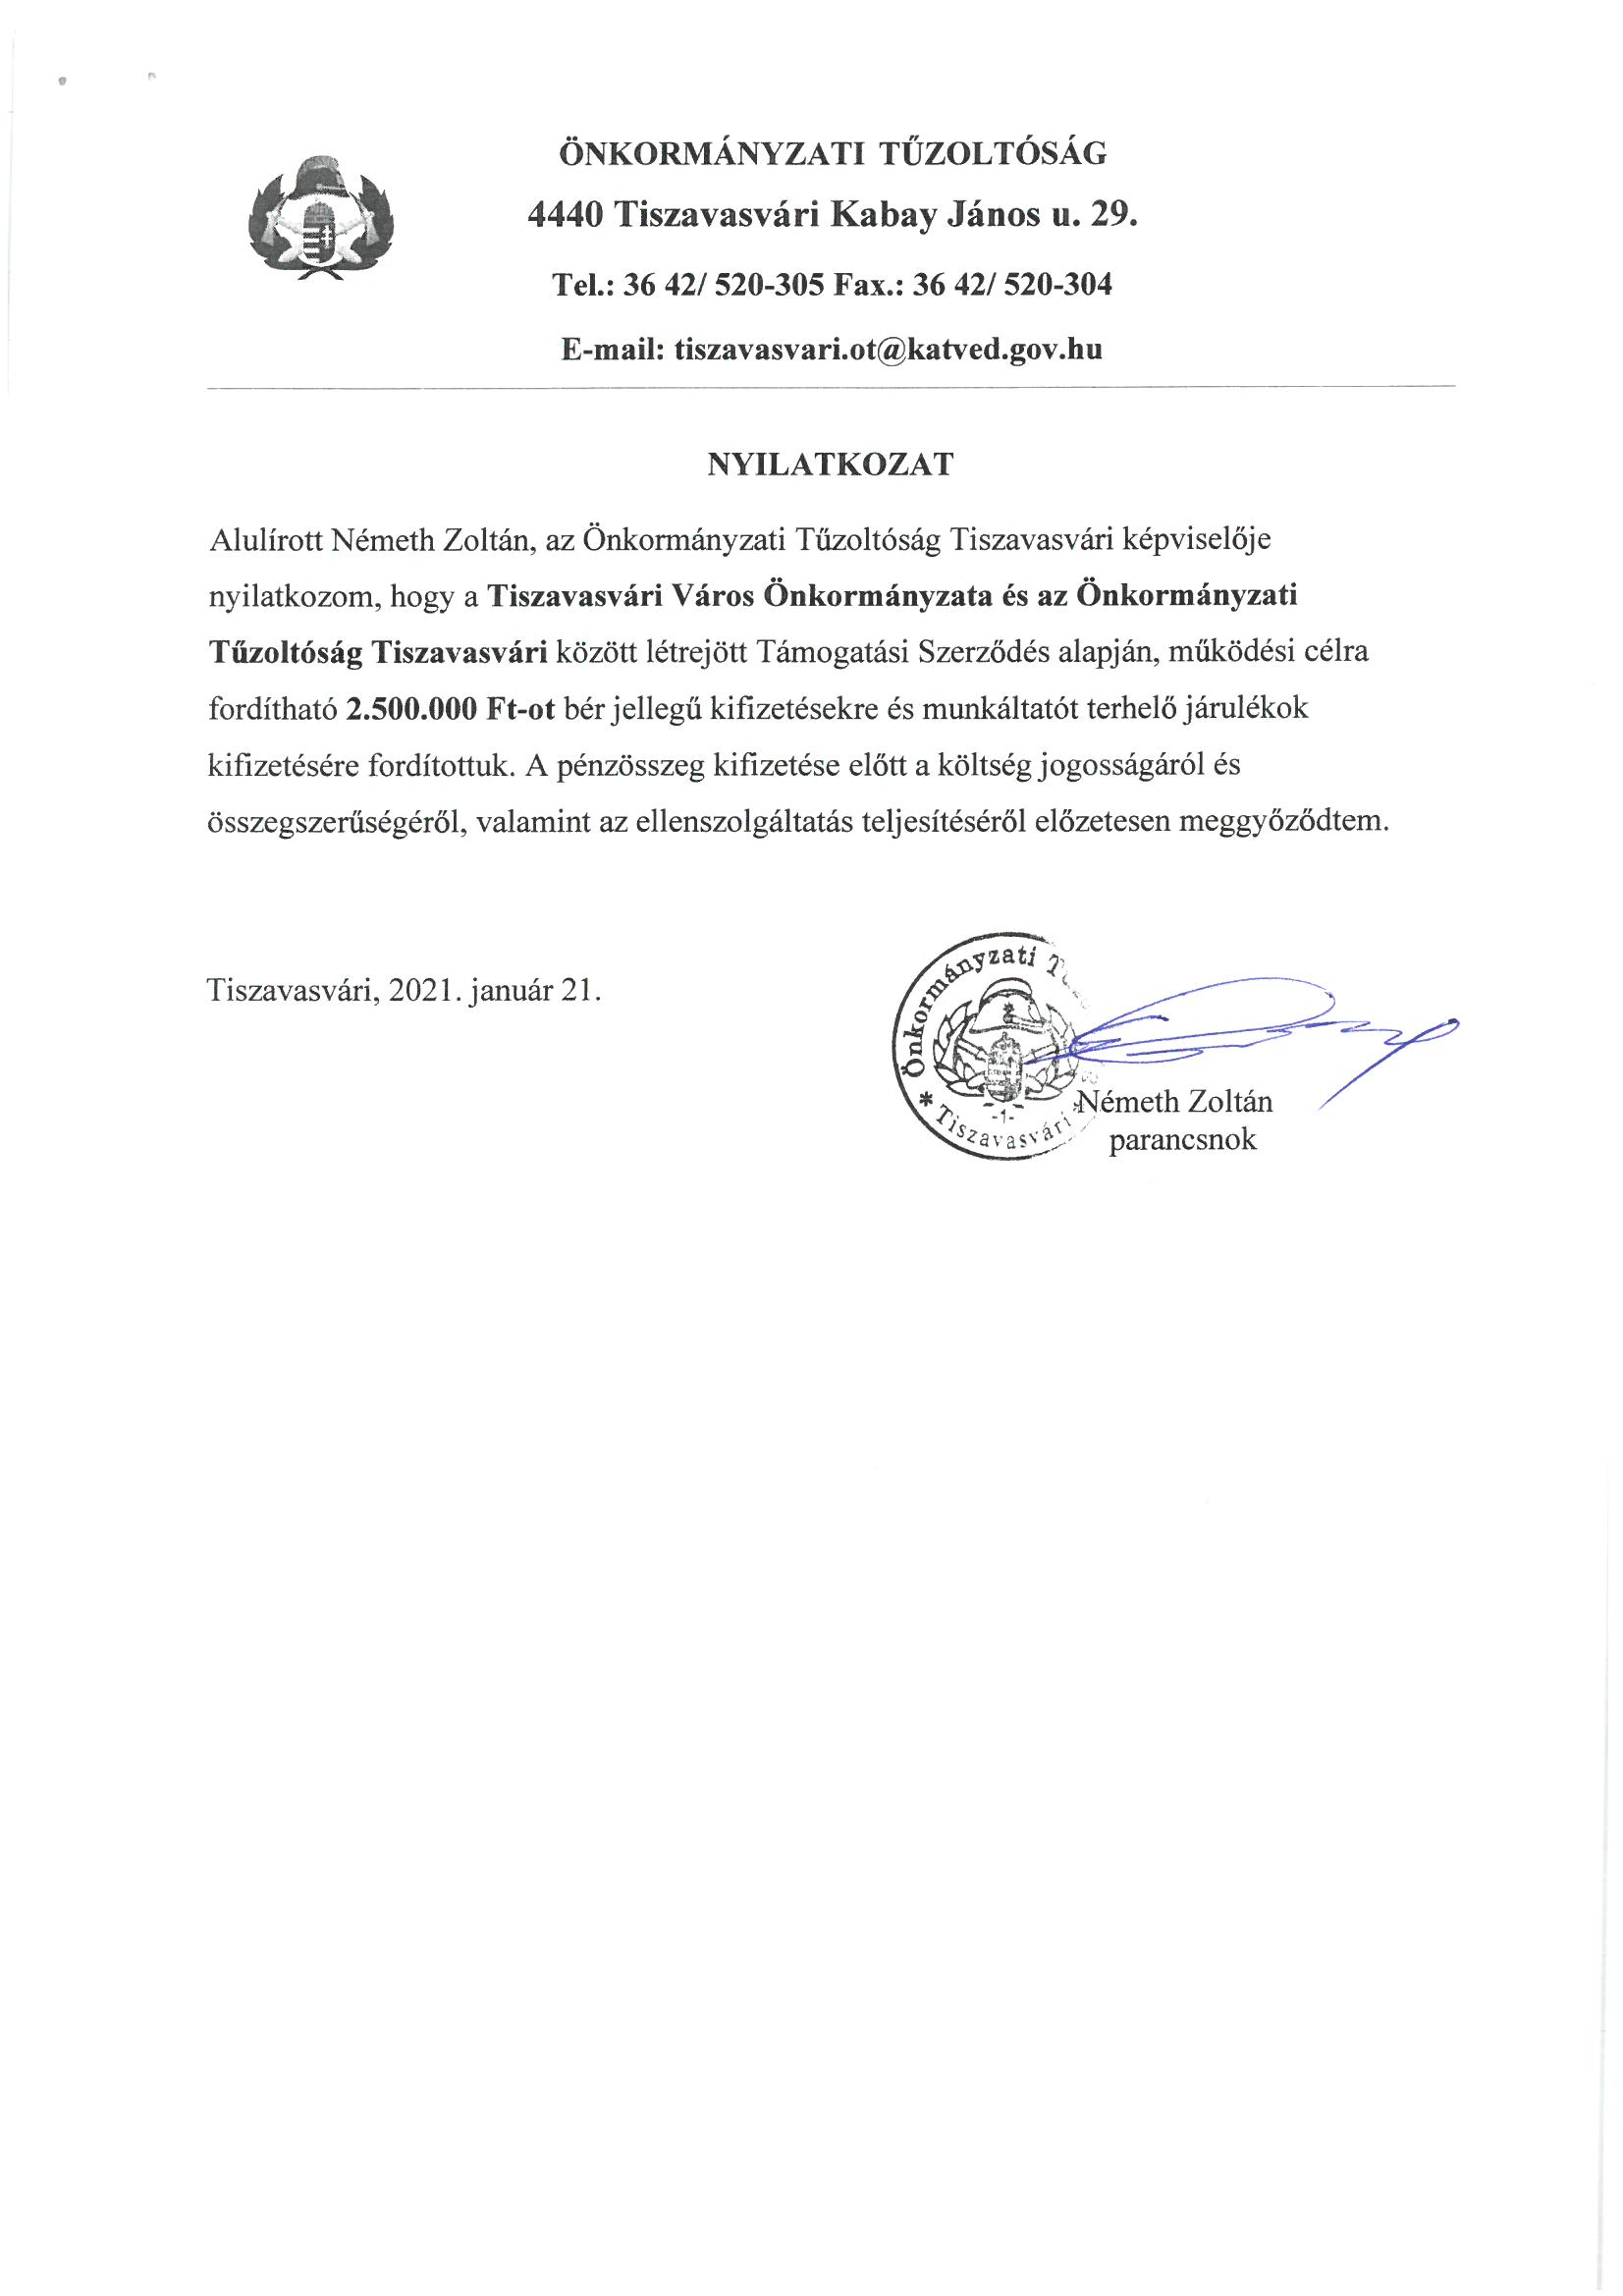 ÖNKORMÁNYZATI TŰZOLTÓSÁG
4440 Tiszavasvári Kabay János u. 29.
Tel.: 36 42/ 520-305 Fax.: 36 42/ 520-304
E-mail: tiszavasvari.ot@katved.gov.hu
NYILATKOZAT
Alulírott Németh Zoltán, az Önkormányzati Tűzoltóság Tiszavasvári képviselője
nyilatkozom, hogy a Tiszavasvári Város Önkormányzata és az Önkormányzati
Tűzoltóság Tiszavasvári között létrejött Támogatási Szerződés alapján, működési célra
fordítható 2.500.000 Ft-ot bér jellegű kifizetésekre és munkáltatót terhelő járulékok
kifizetésére fordítottuk. A pénzösszeg kifizetése előtt a költség jogosságáról és
összegszerűségéről, valamint az ellenszolgáltatás teljesítéséről előzetesen meggyőződtem.
Tiszavasvári, 2021. január 21.
* Önkormányzati
Tiszavasvári
-1-
Németh Zoltán
parancsnok